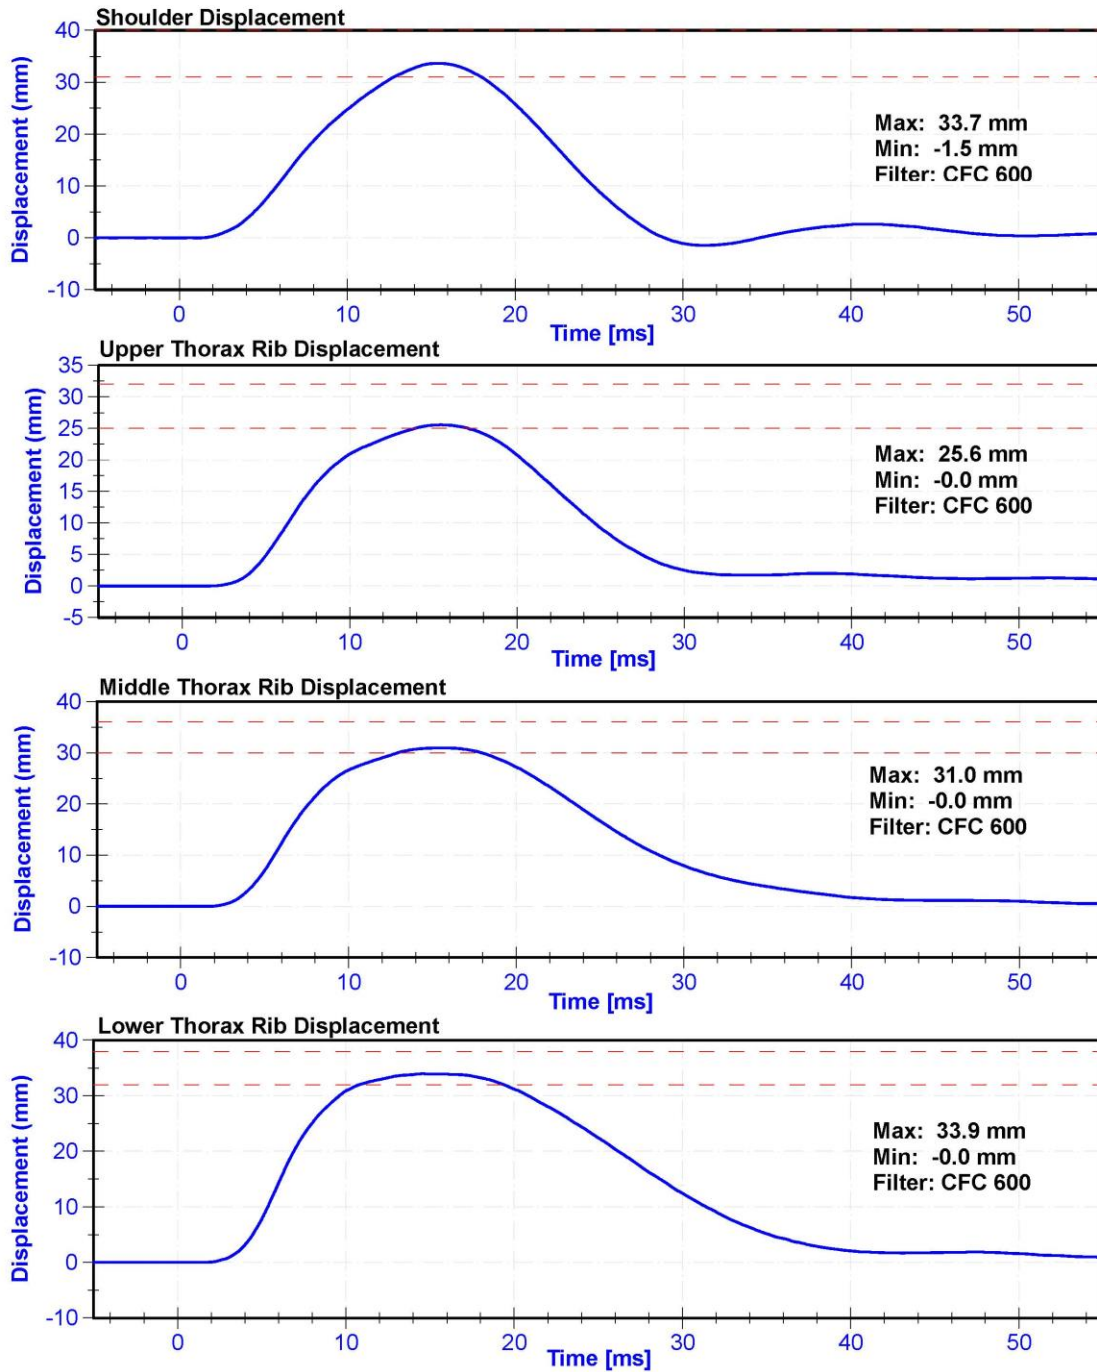 Shoulder Displacement
40
30
20
10
0
-10
Displacement (mm)
Max: 33.7 mm
Min: -1.5 mm
Filter: CFC 600
0 10 20 30 40 50
Time [ms]
Upper Thorax Rib Displacement
35
30
25
20
15
10
5
0
-5
Displacement (mm)
Max: 25.6 mm
Min: -0.0 mm
Filter: CFC 600
0 10 20 30 40 50
Time [ms]
Middle Thorax Rib Displacement
40
30
20
10
0
-10
Displacement (mm)
Max: 31.0 mm
Min: -0.0 mm
Filter: CFC 600
0 10 20 30 40 50
Time [ms]
Lower Thorax Rib Displacement
40
30
20
10
0
-10
Displacement (mm)
Max: 33.9 mm
Min: -0.0 mm
Filter: CFC 600
0 10 20 30 40 50
Time [ms]